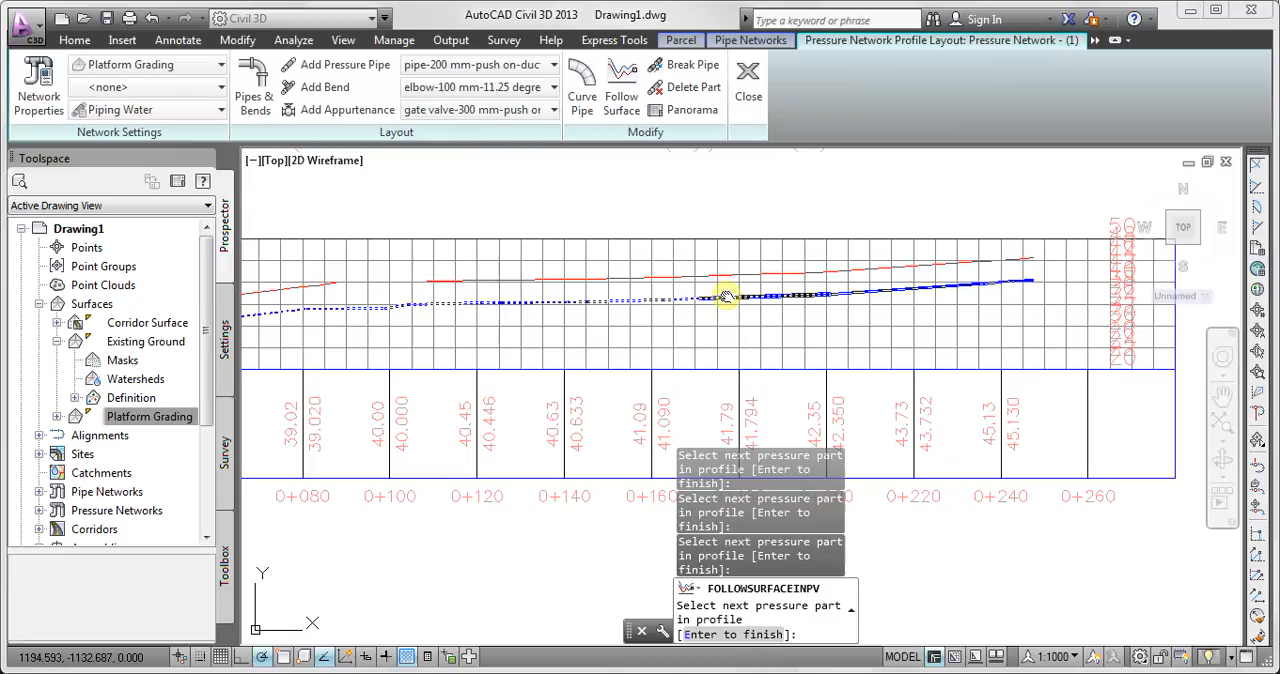 AutoCAD Civil 3D 2013 Drawing1.dwg
Civil 3D
Type a keyword or phrase
Sign In
C3D
Home Insert Annotate Modify Analyze View Manage Output Survey Help Express Tools Parcel Pipe Networks Pressure Network Profile Layout: Pressure Network - (1)
Platform Grading
<none>
Piping Water
Network
Properties
Network Settings
Pipes &
Bends
Add Pressure Pipe
Add Bend
Add Appurtenance
pipe-200 mm-push on-duc
elbow-100 mm-11.25 degre
gate valve-300 mm-push or
Layout
Curve
Pipe
Follow
Surface
Break Pipe
Delete Part
Panorama
Modify
Close
Toolspace
Active Drawing View
Drawing1
Points
Point Groups
Point Clouds
Surfaces
Corridor Surface
Existing Ground
Masks
Watersheds
Definition
Platform Grading
Alignments
Sites
Catchments
Pipe Networks
Pressure Networks
Corridors
Prospector
Settings
Survey
Toolbox
[−][Top][2D Wireframe]
N
W TOP E
S
Unnamed
39.02 39.020 40.00 40.000 40.45 40.446 40.63 40.633 41.09 41.090 41.79 41.794 42.35 42.350 43.73 43.732 45.13 45.130
0+080 0+100 0+120 0+140 0+160 0+220 0+240 0+260
Select next pressure part
in profile [Enter to
finish]:
Select next pressure part
in profile [Enter to
finish]:
Select next pressure part
in profile [Enter to
finish]:
FOLLOWSURFACEINPV
Select next pressure part
in profile
[Enter to finish]:
Y
X
1194.593, -1132.687, 0.000
MODEL
1:1000